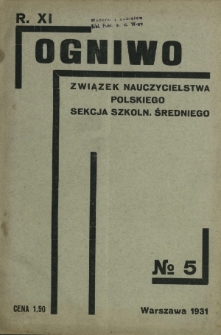 R. XI
OGNIWO
ZWIĄZEK NAUCZYCIELSTWA
POLSKIEGO
SEKCJA SZKOLN. ŚREDNIEGO
№ 5
CENA 1.50
Warszawa 1931